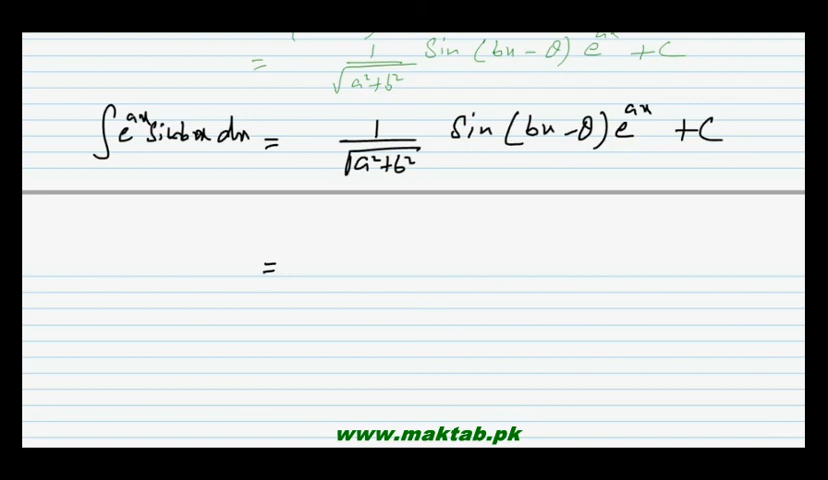 = 1/√(a²+b²) Sin (bx - θ) e^ax + C
∫ e^ax sin bx dx = 1/√(a²+b²) Sin (bx - θ) e^ax + C
=
www.maktab.pk